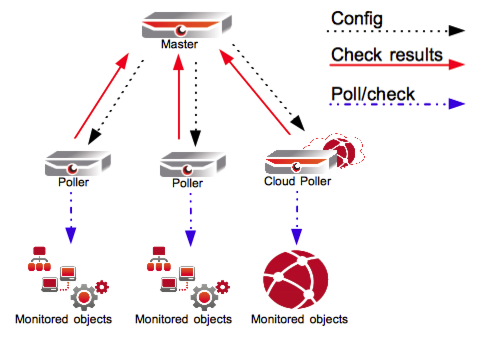 Config
Master
Check results
Poll/check
Poller
Poller
Cloud Poller
Monitored objects
Monitored objects
Monitored objects